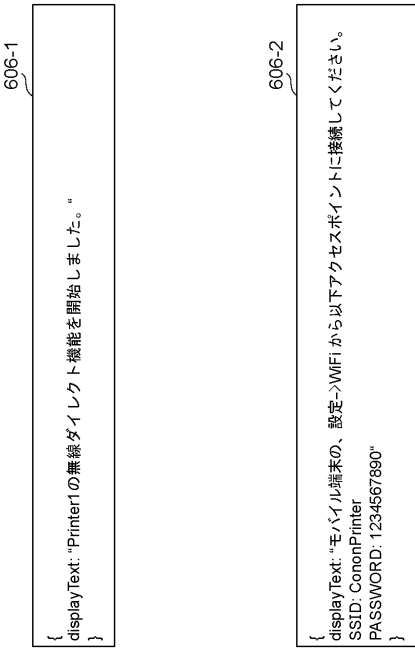 606-1
{
displayText: “Printer1の無線ダイレクト機能を開始しました。“
}
606-2
{
displayText: “モバイル端末の、設定->WiFi から以下アクセスポイントに接続してください。
SSID: CononPrinter
PASSWORD: 1234567890“
}